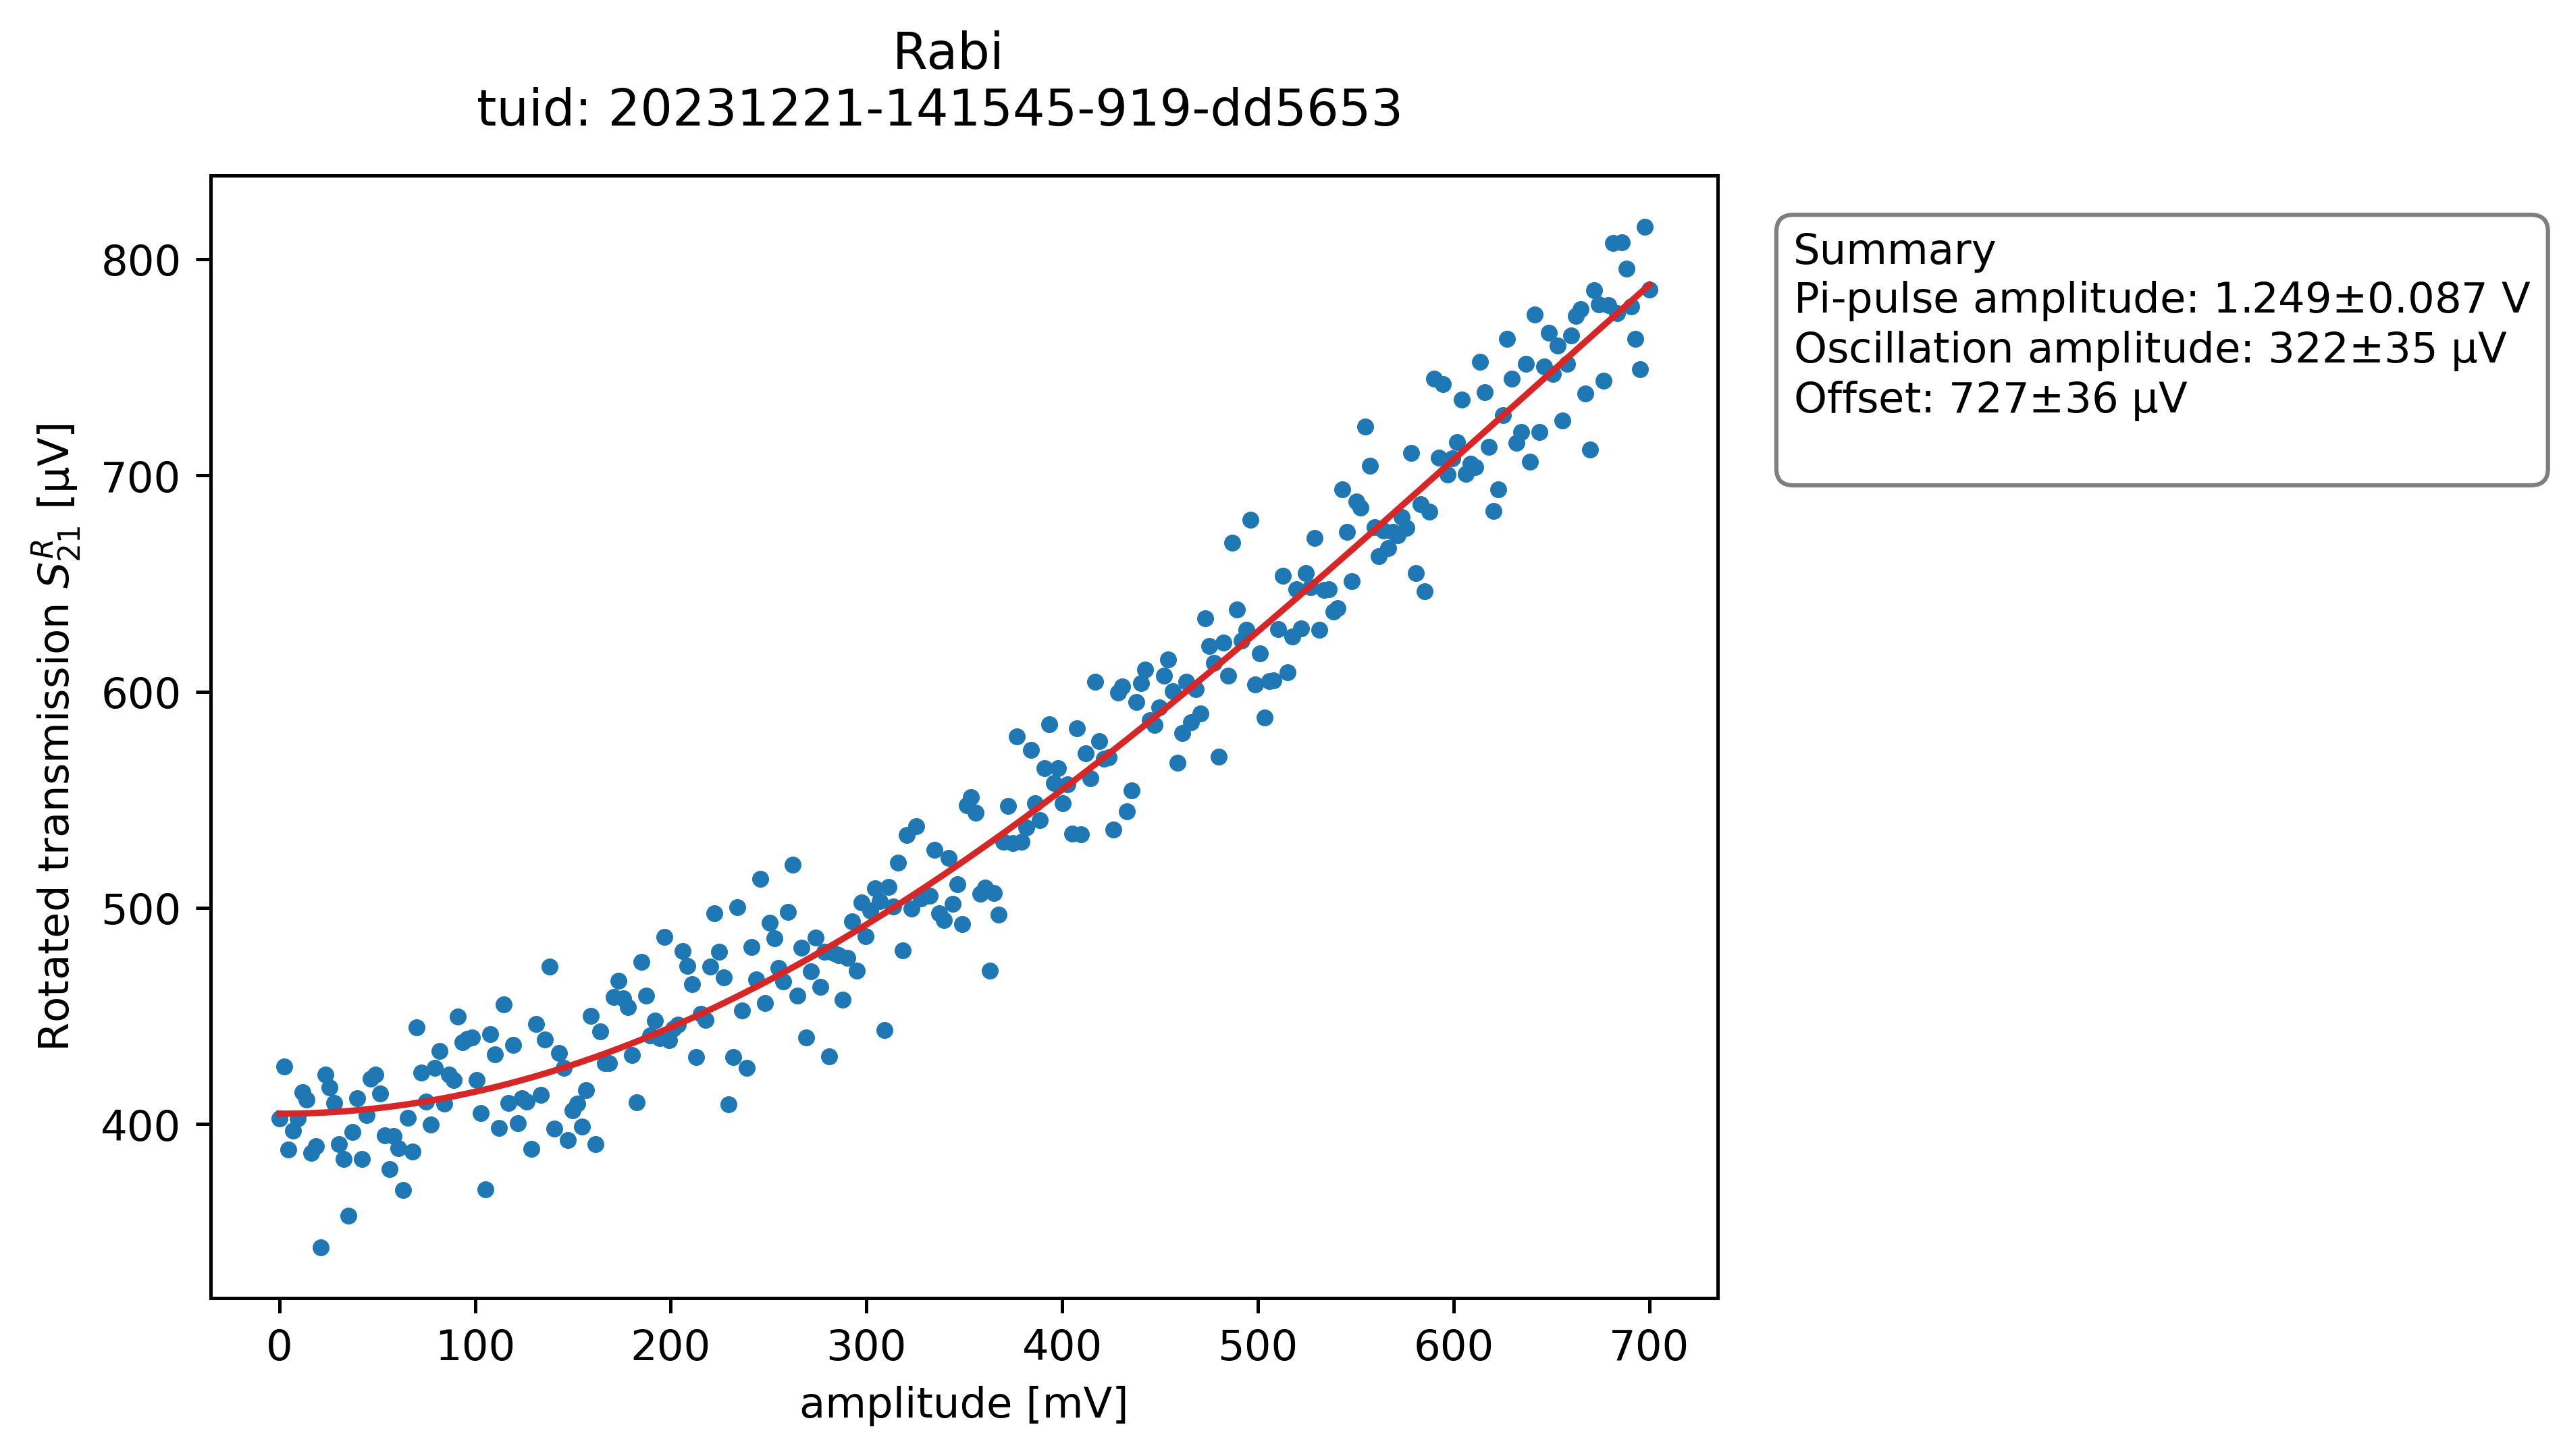 Rabi
tuid: 20231221-141545-919-dd5653
Summary
Pi-pulse amplitude: 1.249±0.087 V
Oscillation amplitude: 322±35 µV
Offset: 727±36 µV
Rotated transmission $S_{21}^{R}$ [µV]
800
700
600
500
400
0 100 200 300 400 500 600 700
amplitude [mV]